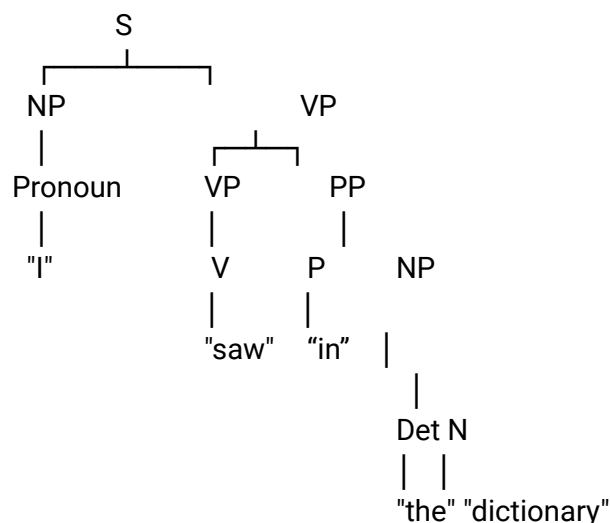 S
NP VP
Pronoun VP PP
"I" V P NP
"saw" “in”
Det N
"the" "dictionary"